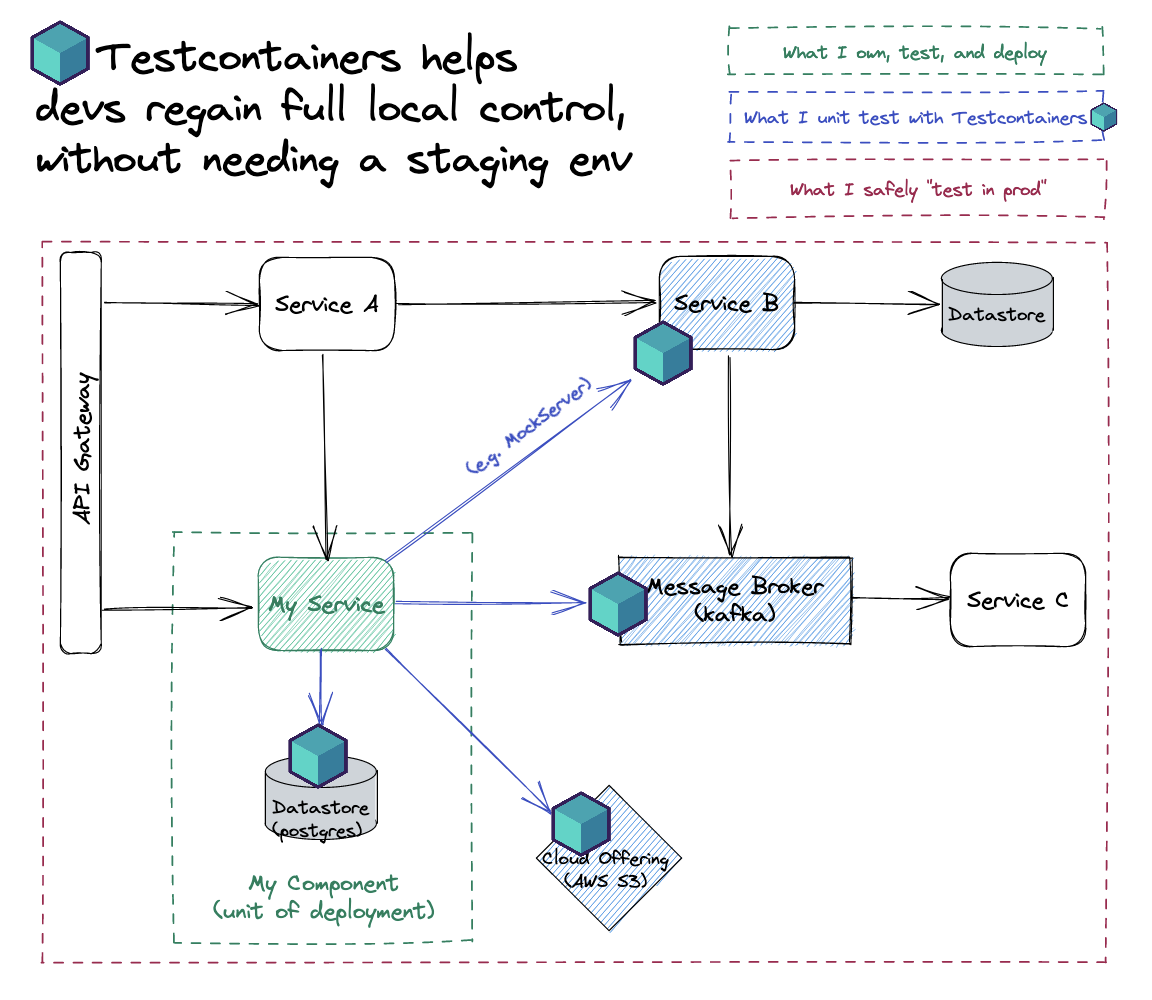 Testcontainers helps
devs regain full local control,
without needing a staging env
What I own, test, and deploy
What I unit test with Testcontainers
What I safely "test in prod"
API Gateway
Service A
Service B
Datastore
(e.g. MockServer)
My Service
Message Broker
(kafka)
Service C
Datastore
(postgres)
Cloud Offering
(AWS S3)
My Component
(unit of deployment)